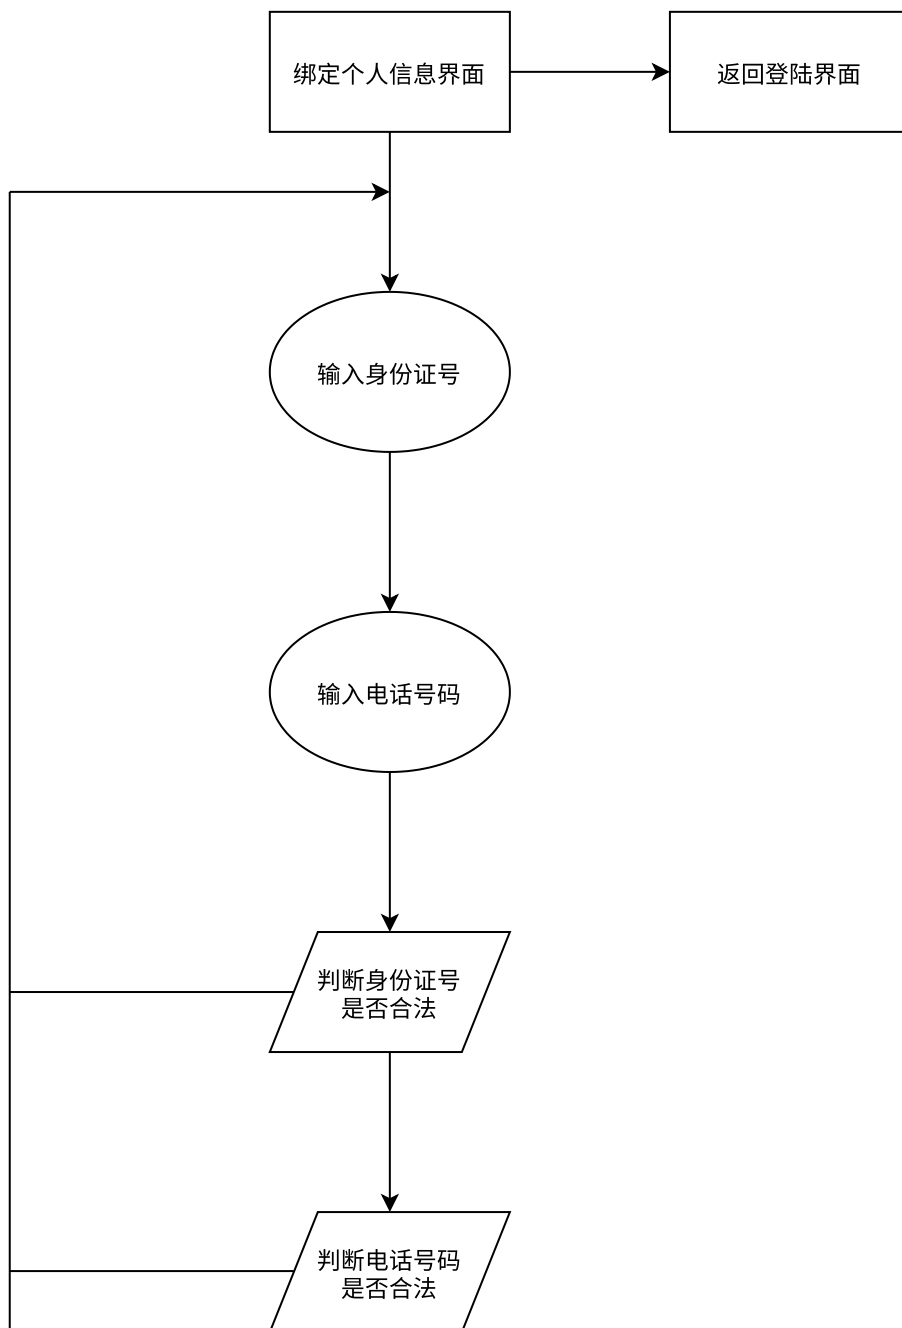 绑定个人信息界面
返回登陆界面
输入身份证号
输入电话号码
判断身份证号
是否合法
判断电话号码
是否合法